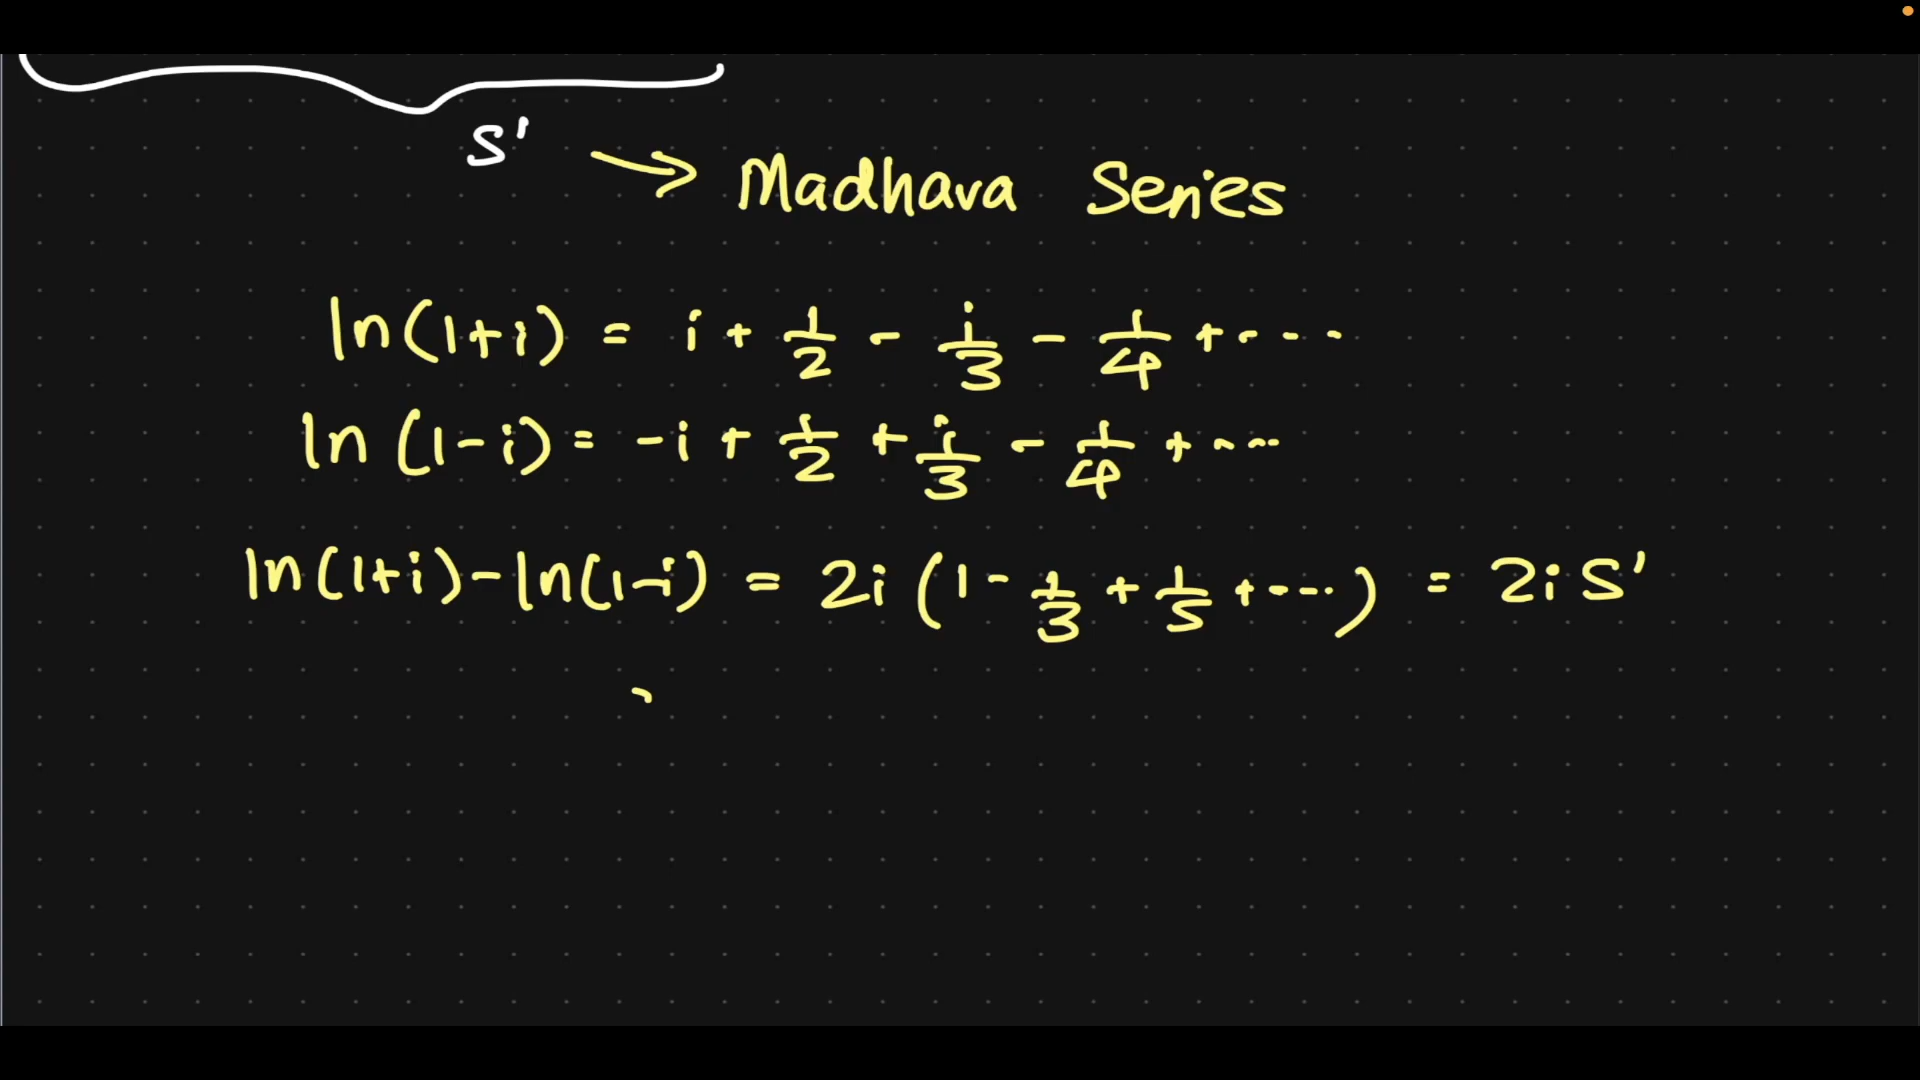 S' → Madhava Series
ln(1+i) = i + 1/2 - i/3 - 1/4 + ....
ln (1-i) = -i + 1/2 + i/3 - 1/4 + ....
ln(1+i)-ln(1-i) = 2i (1 - 1/3 + 1/5 + ....) = 2i S'